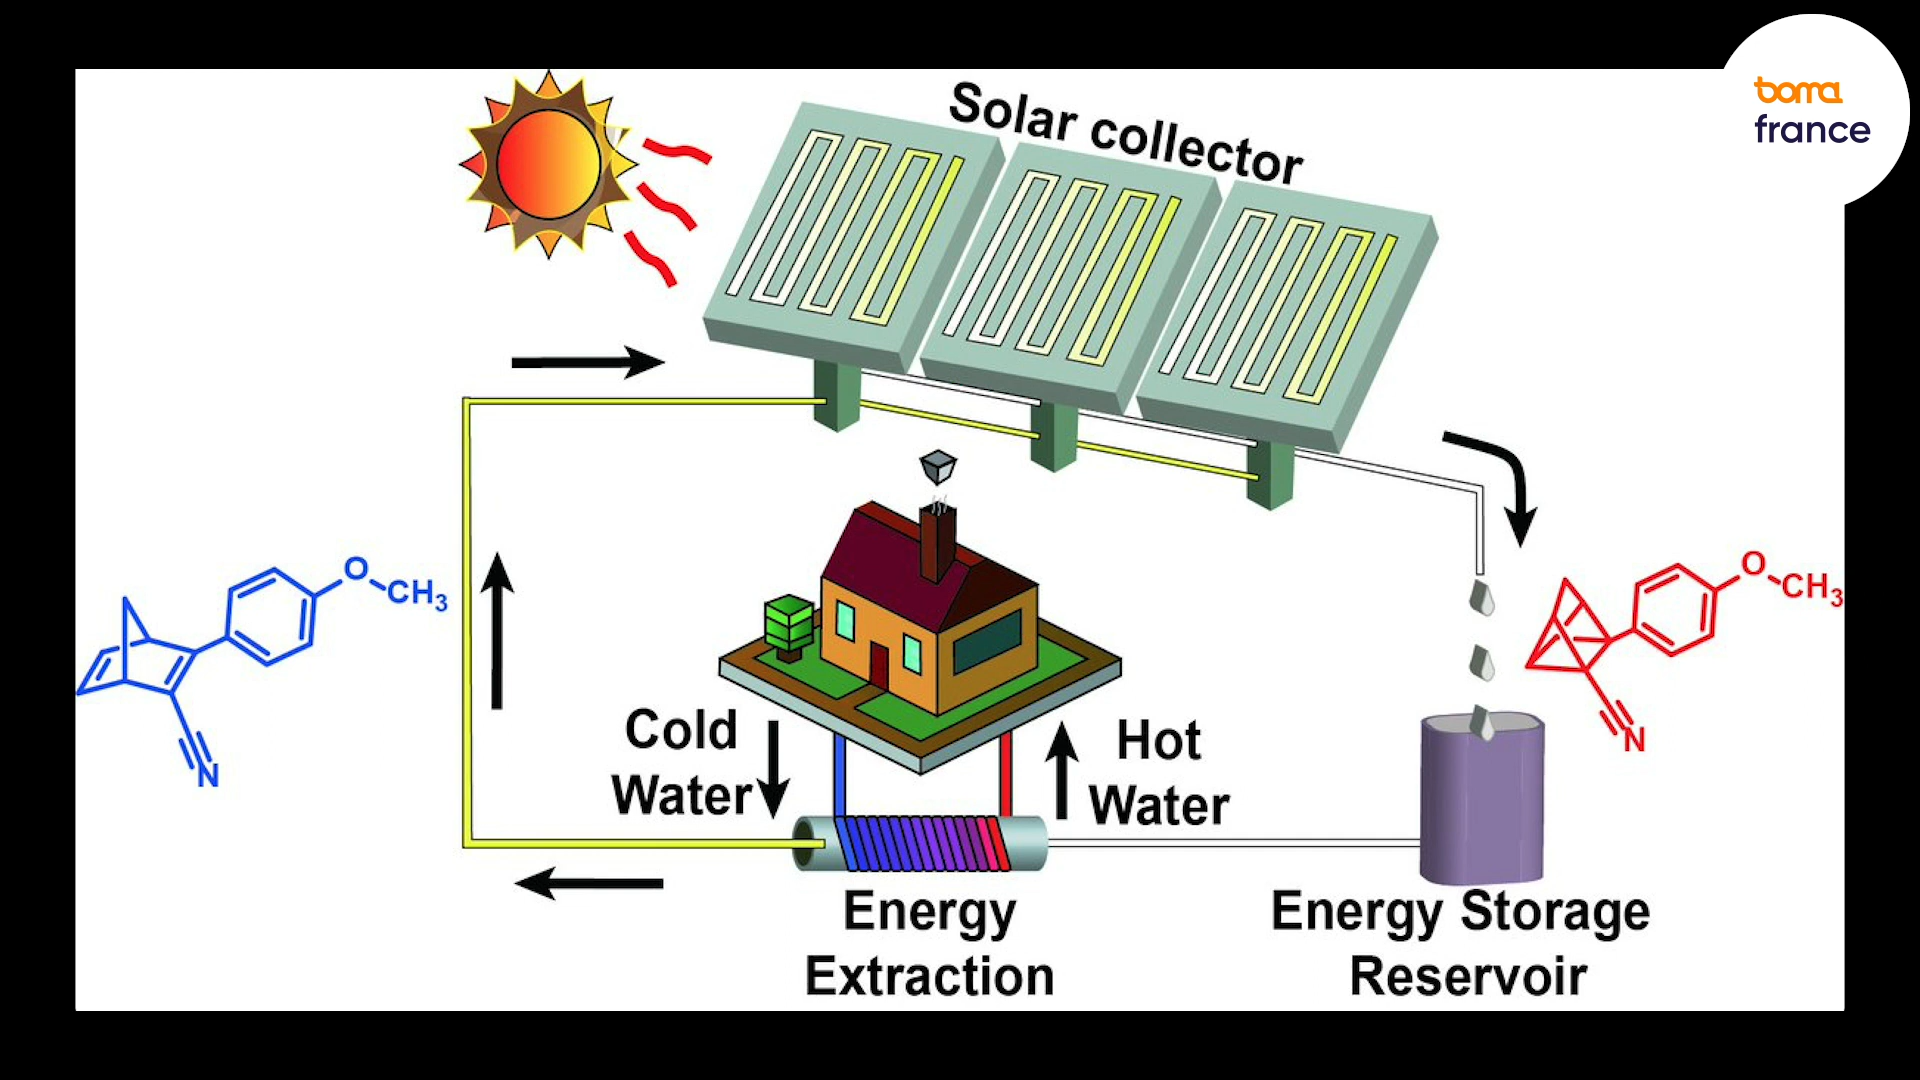 boma
france
Solar collector
O
CH3
N
O
CH3
N
Cold
Water
Hot
Water
Energy
Extraction
Energy Storage
Reservoir